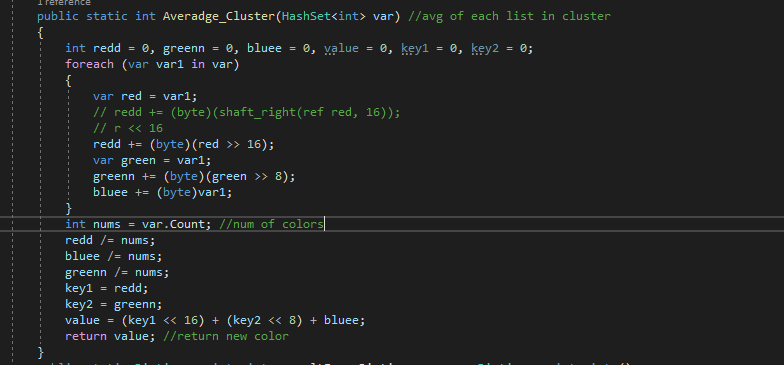 1 reference
public static int Averadge_Cluster(HashSet<int> var) //avg of each list in cluster
{
int redd = 0, greenn = 0, bluee = 0, value = 0, key1 = 0, key2 = 0;
foreach (var var1 in var)
{
var red = var1;
// redd += (byte)(shaft_right(ref red, 16));
// r << 16
redd += (byte)(red >> 16);
var green = var1;
greenn += (byte)(green >> 8);
bluee += (byte)var1;
}
int nums = var.Count; //num of colors
redd /= nums;
bluee /= nums;
greenn /= nums;
key1 = redd;
key2 = greenn;
value = (key1 << 16) + (key2 << 8) + bluee;
return value; //return new color
}